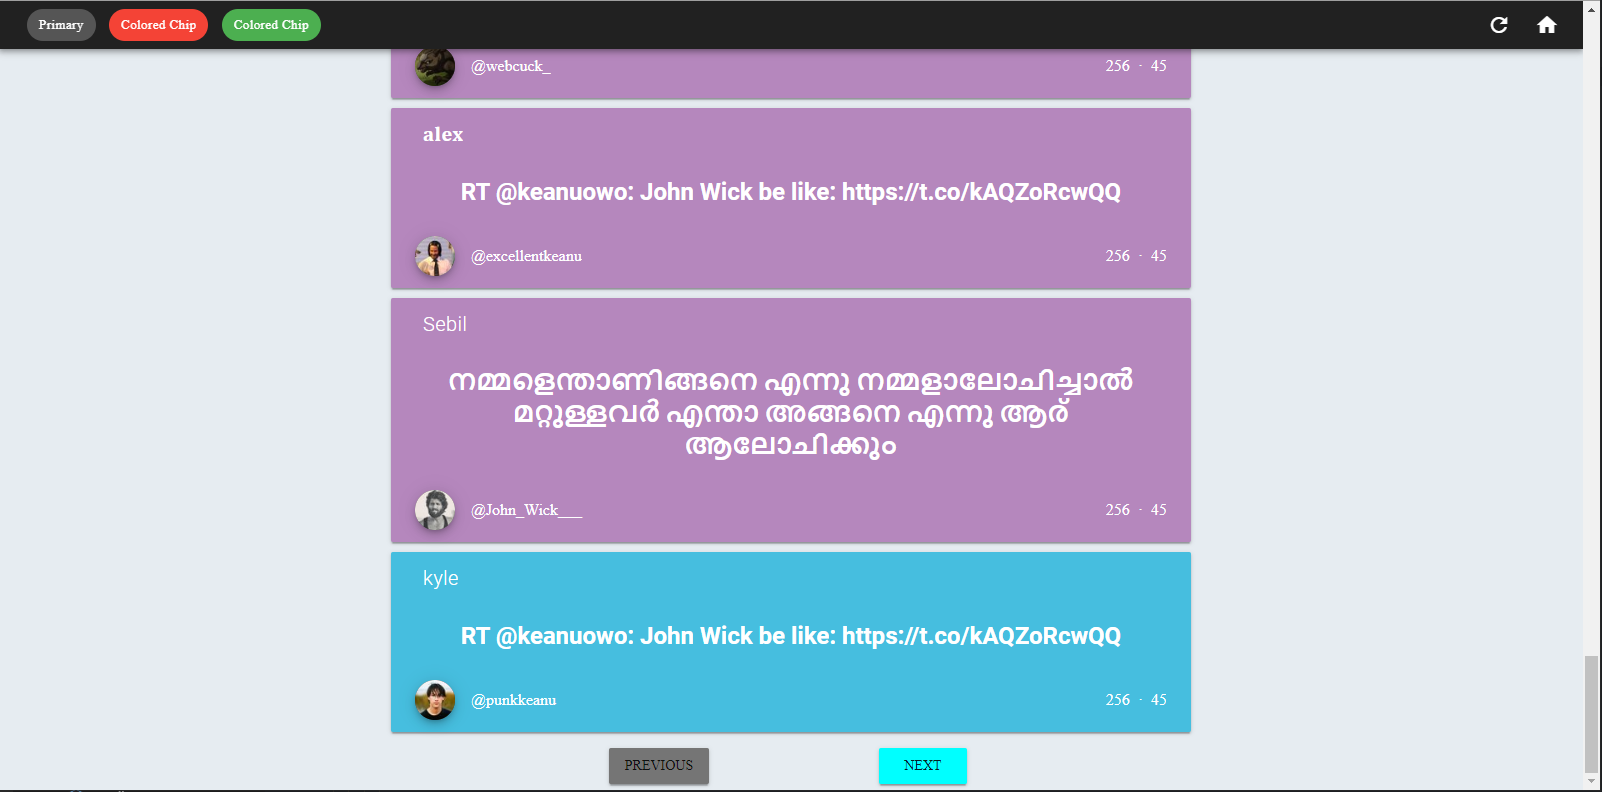 Primary Colored Chip Colored Chip
@webcuck_ 256 · 45
alex
RT @keanuowo: John Wick be like: https://t.co/kAQZoRcwQQ
@excellentkeanu 256 · 45
Sebil
നമ്മളെന്താണിങ്ങനെ എന്നു നമ്മളാലോചിച്ചാൽ
മറ്റുള്ളവർ എന്താ അങ്ങനെ എന്നു ആര്
ആലോചിക്കും
@John_Wick___ 256 · 45
kyle
RT @keanuowo: John Wick be like: https://t.co/kAQZoRcwQQ
@punkkeanu 256 · 45
PREVIOUS NEXT